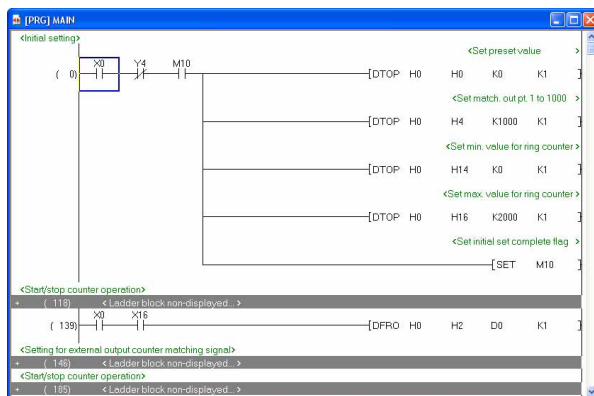 [PRG] MAIN
<Initial setting>
<Set preset value >
X0 Y4 M10
( 0) [DTOP H0 H0 K0 K1 ]
<Set match. out pt. 1 to 1000 >
[DTOP H0 H4 K1000 K1 ]
<Set min. value for ring counter >
[DTOP H0 H14 K0 K1 ]
<Set max. value for ring counter >
[DTOP H0 H16 K2000 K1 ]
<Set initial set complete flag >
[SET M10 ]
<Start/stop counter operation>
+ ( 118) < Ladder block non-displayed... >
X0 X16
( 139) [DFRO H0 H2 D0 K1 ]
<Setting for external output counter matching signal>
+ ( 146) < Ladder block non-displayed... >
<Start/stop counter operation>
+ ( 185) < Ladder block non-displayed... >